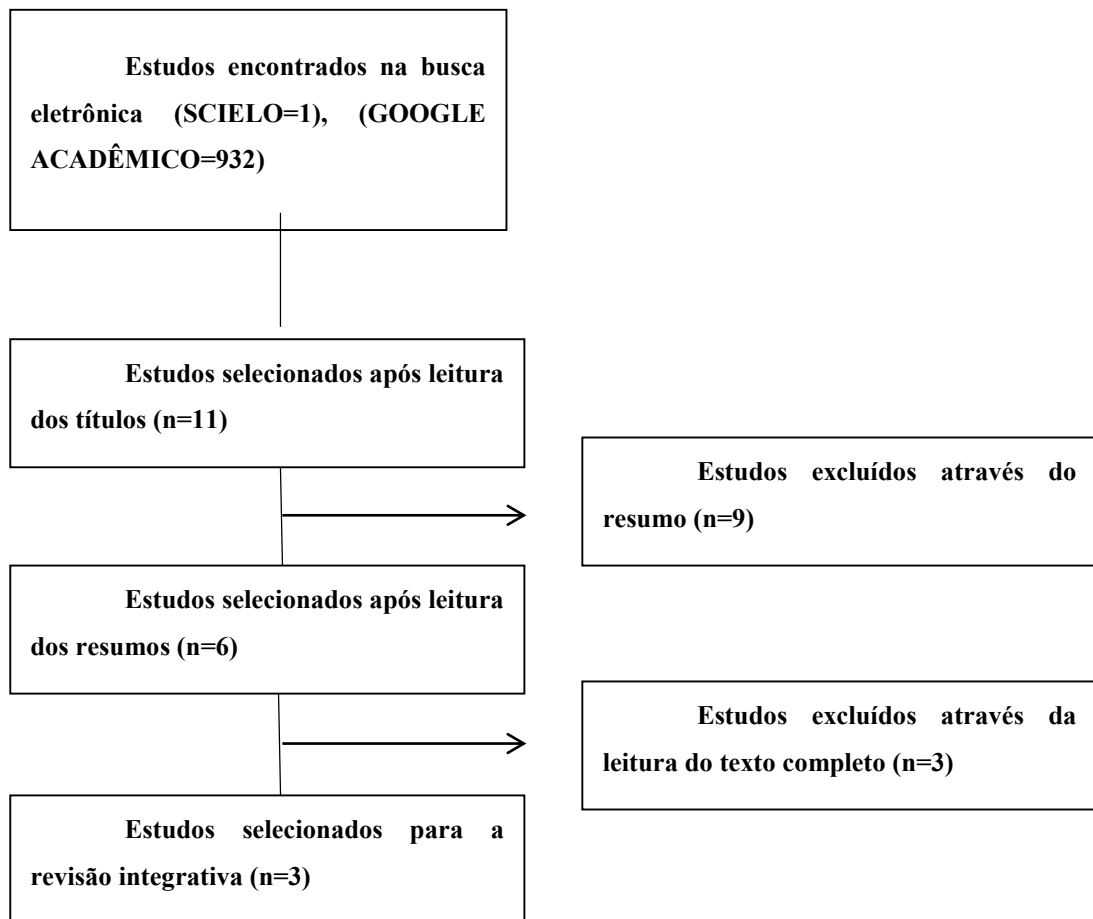 Estudos encontrados na busca
eletrônica (SCIELO=1), (GOOGLE
ACADÊMICO=932)
Estudos selecionados após leitura
dos títulos (n=11)
Estudos excluídos através do
resumo (n=9)
Estudos selecionados após leitura
dos resumos (n=6)
Estudos excluídos através da
leitura do texto completo (n=3)
Estudos selecionados para a
revisão integrativa (n=3)